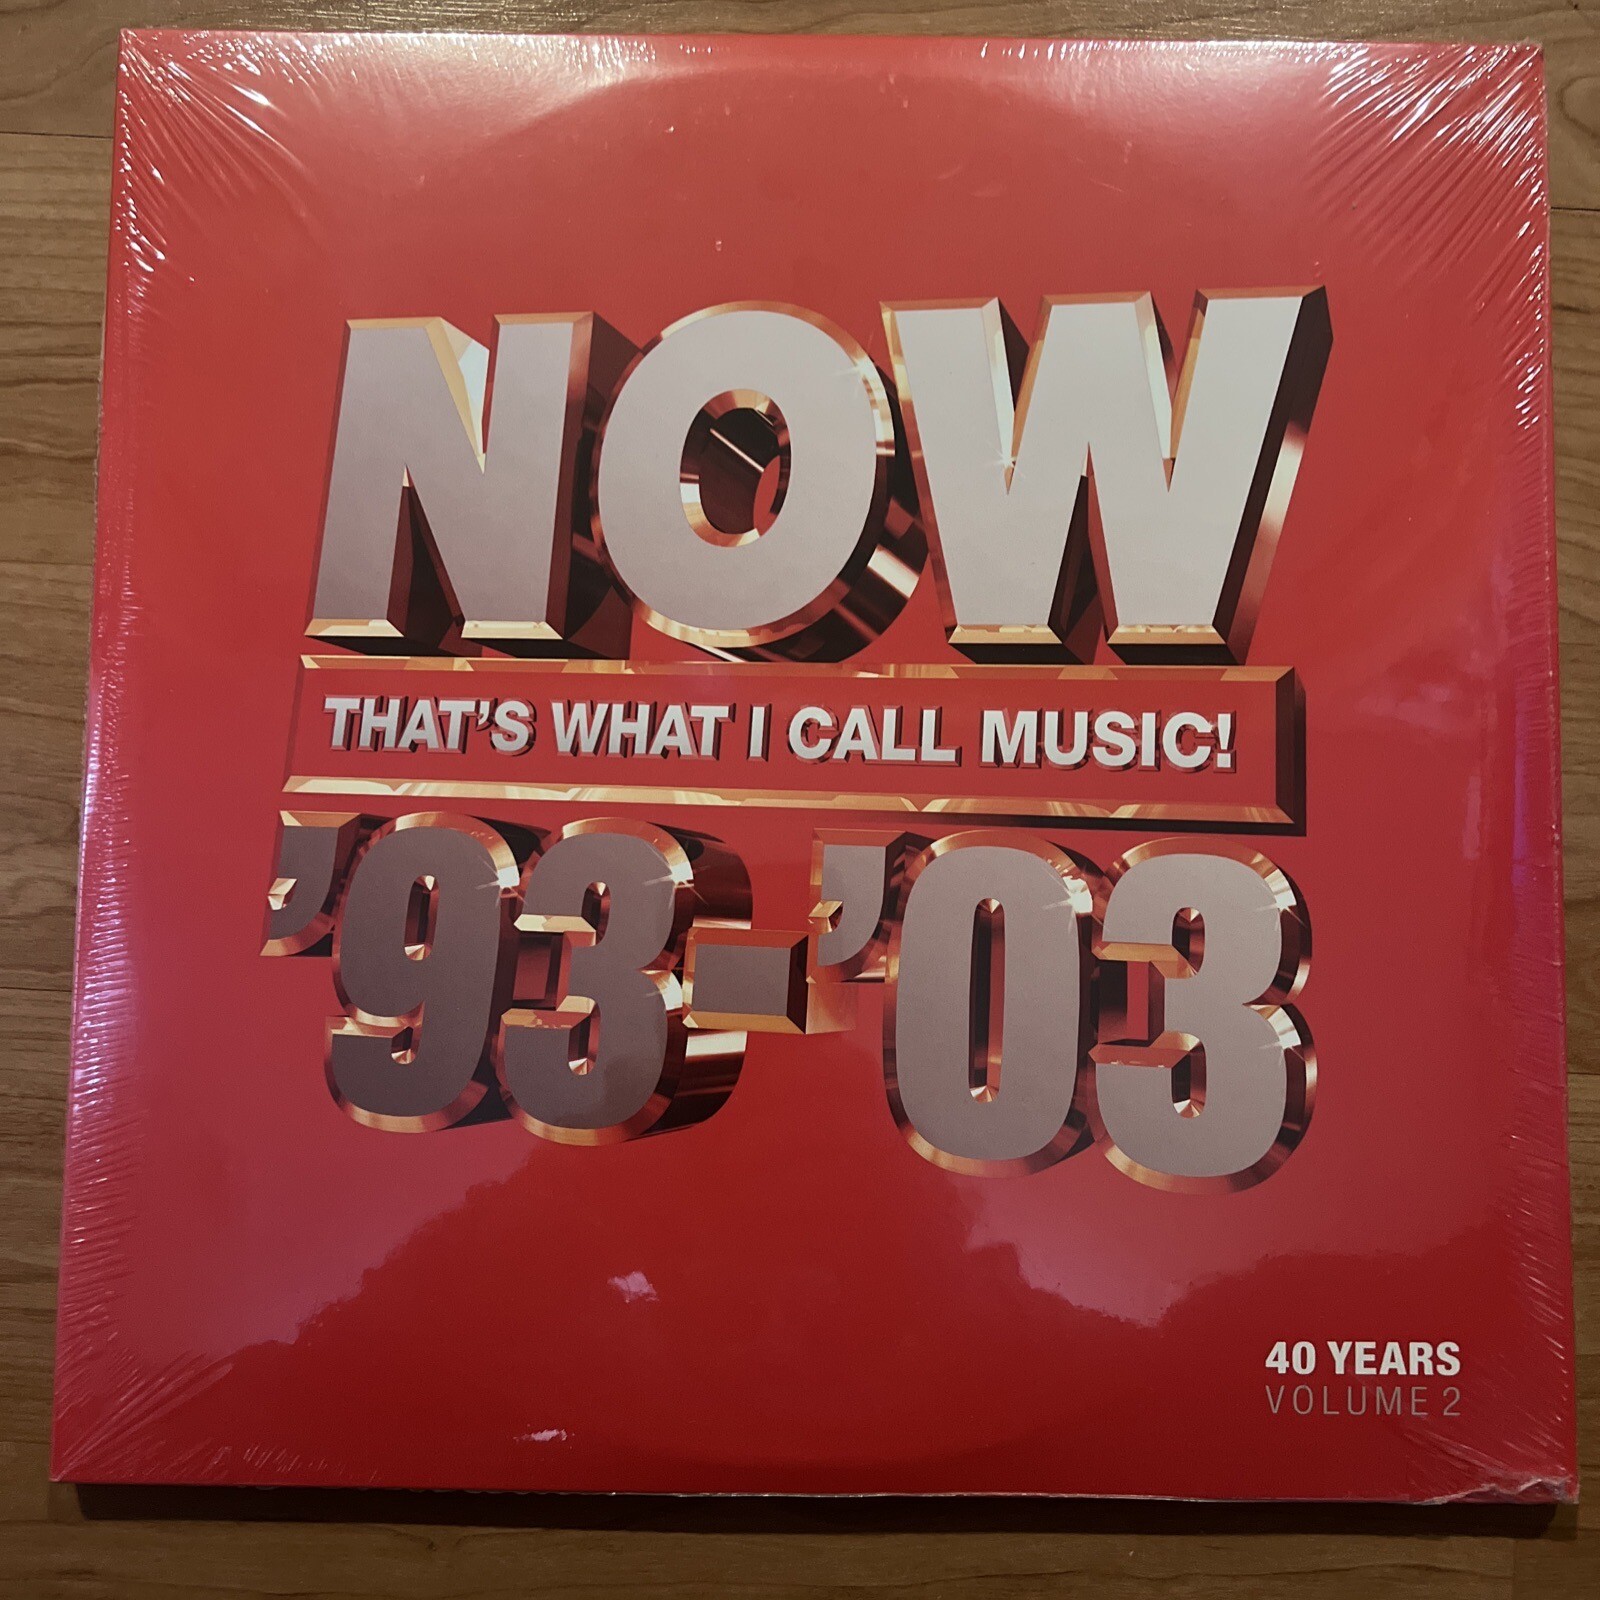 NOW
THAT'S WHAT I CALL MUSIC!
'93-'03
40 YEARS
VOLUME 2